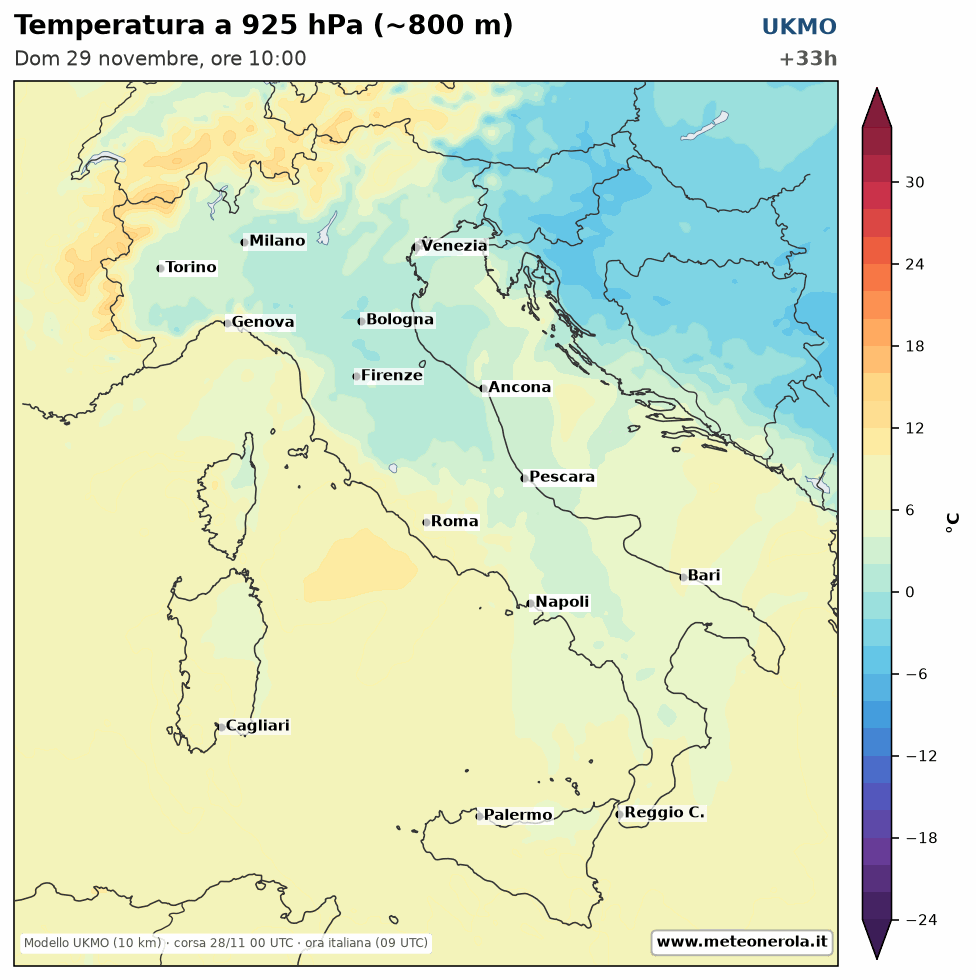 Temperatura a 925 hPa (~800 m)
UKMO
Dom 29 novembre, ore 10:00
+33h
Milano
Venezia
Torino
Genova
Bologna
Firenze
Ancona
Pescara
Roma
Bari
Napoli
Cagliari
Palermo
Reggio C.
30
24
18
12
6
0
−6
−12
−18
−24
°C
Modello UKMO (10 km) · corsa 28/11 00 UTC · ora italiana (09 UTC)
www.meteonerola.it